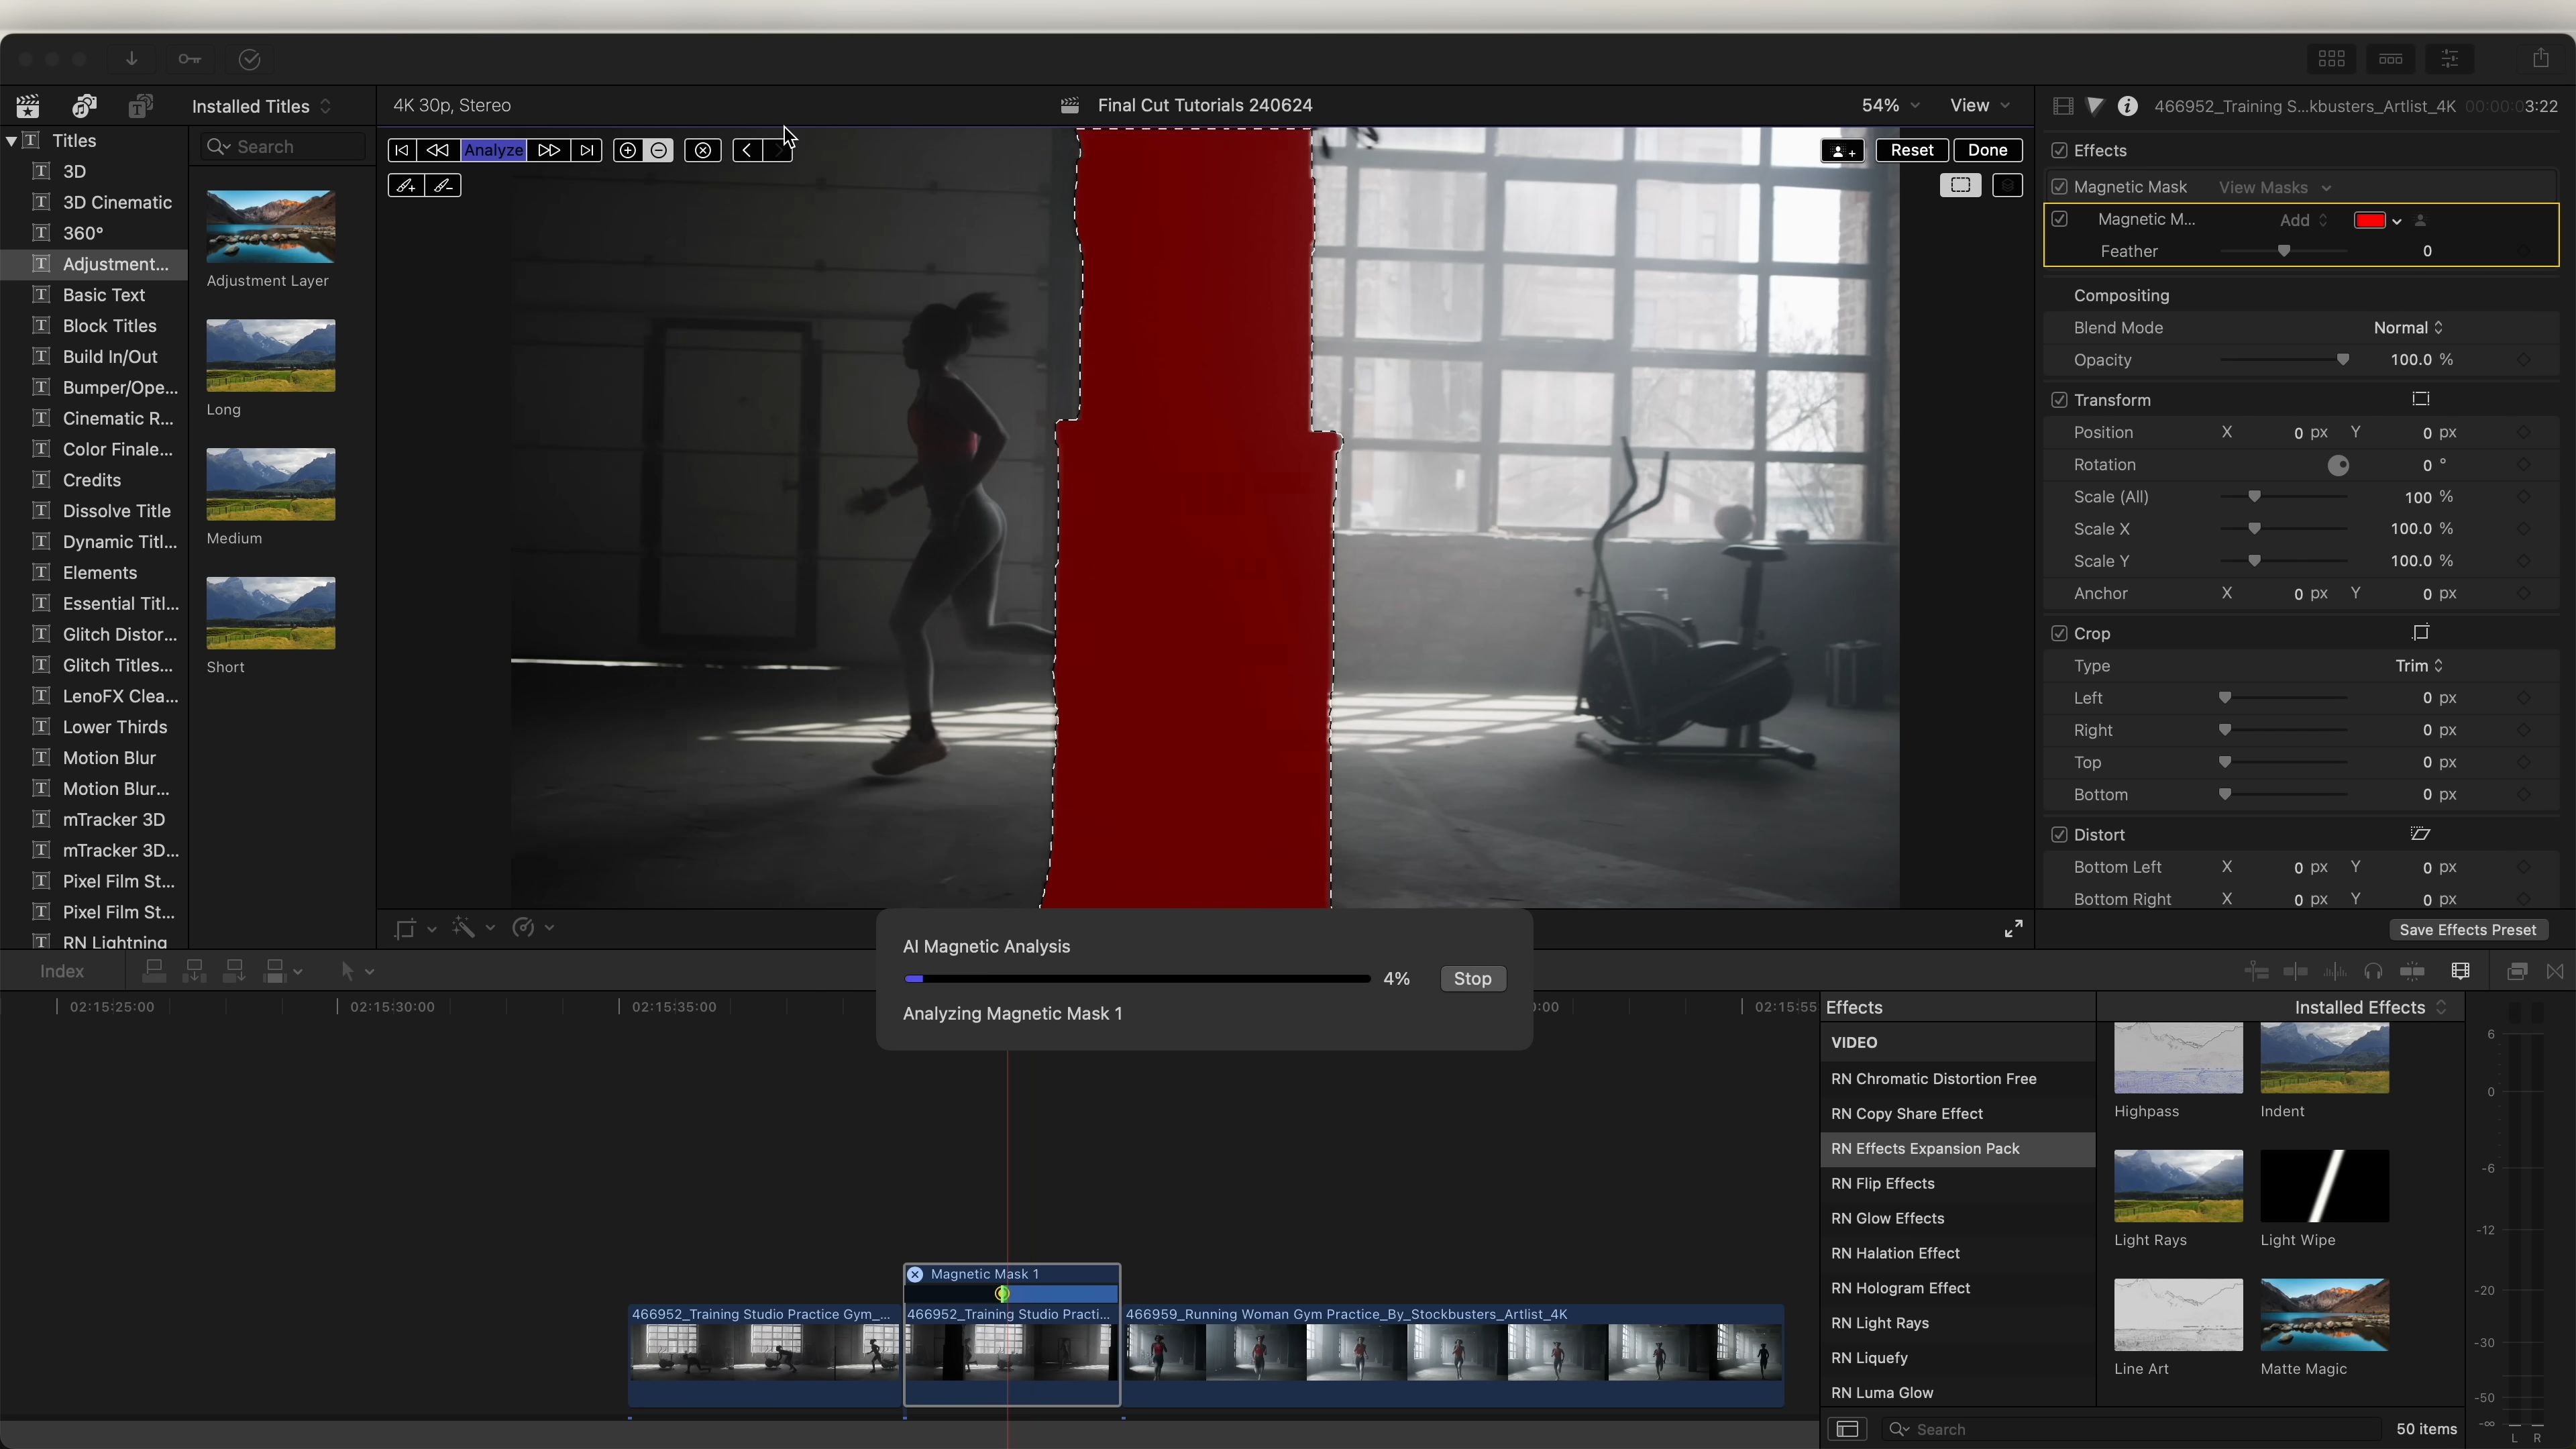 Installed Titles
4K 30p, Stereo
Final Cut Tutorials 240624
54%
View
466952_Training S...kbusters_Artlist_4K
00:00:03:22
Titles
3D
3D Cinematic
360°
Adjustment...
Basic Text
Block Titles
Build In/Out
Bumper/Ope...
Cinematic R...
Color Finale...
Credits
Dissolve Title
Dynamic Titl...
Elements
Essential Titl...
Glitch Distor...
Glitch Titles...
LenoFX Clea...
Lower Thirds
Motion Blur
Motion Blur...
mTracker 3D
mTracker 3D...
Pixel Film St...
Pixel Film St...
RN Lightning
Search
Adjustment Layer
Long
Medium
Short
Analyze
Reset
Done
Effects
Magnetic Mask
View Masks
Magnetic M...
Add
Feather
0
Compositing
Blend Mode
Normal
Opacity
100.0 %
Transform
Position
X
0 px
Y
0 px
Rotation
0 °
Scale (All)
100 %
Scale X
100.0 %
Scale Y
100.0 %
Anchor
X
0 px
Y
0 px
Crop
Type
Trim
Left
0 px
Right
0 px
Top
0 px
Bottom
0 px
Distort
Bottom Left
X
0 px
Y
0 px
Bottom Right
X
0 px
Y
0 px
Save Effects Preset
AI Magnetic Analysis
4%
Stop
Analyzing Magnetic Mask 1
Index
02:15:25:00
02:15:30:00
02:15:35:00
:00
02:15:55
Magnetic Mask 1
466952_Training Studio Practice Gym_...
466952_Training Studio Practi...
466959_Running Woman Gym Practice_By_Stockbusters_Artlist_4K
Effects
Installed Effects
VIDEO
RN Chromatic Distortion Free
RN Copy Share Effect
RN Effects Expansion Pack
RN Flip Effects
RN Glow Effects
RN Halation Effect
RN Hologram Effect
RN Light Rays
RN Liquefy
RN Luma Glow
Highpass
Indent
Light Rays
Light Wipe
Line Art
Matte Magic
Search
50 items
6
0
-6
-12
-20
-30
-50
-∞
L R